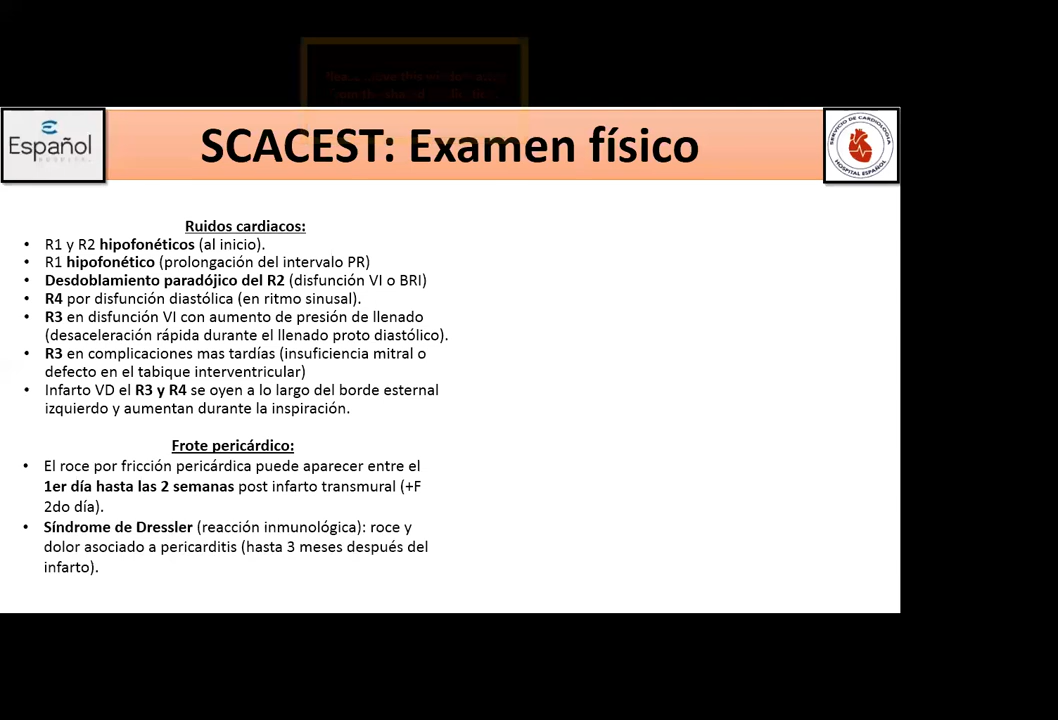 Español
SCACEST: Examen físico
SERVICIO DE CARDIOLOGIA
HOSPITAL ESPAÑOL
Ruidos cardiacos:
• R1 y R2 hipofonéticos (al inicio).
• R1 hipofonético (prolongación del intervalo PR)
• Desdoblamiento paradójico del R2 (disfunción VI o BRI)
• R4 por disfunción diastólica (en ritmo sinusal).
• R3 en disfunción VI con aumento de presión de llenado
(desaceleración rápida durante el llenado proto diastólico).
• R3 en complicaciones mas tardías (insuficiencia mitral o
defecto en el tabique interventricular)
• Infarto VD el R3 y R4 se oyen a lo largo del borde esternal
izquierdo y aumentan durante la inspiración.
Frote pericárdico:
• El roce por fricción pericárdica puede aparecer entre el
1er día hasta las 2 semanas post infarto transmural (+F
2do día).
• Síndrome de Dressler (reacción inmunológica): roce y
dolor asociado a pericarditis (hasta 3 meses después del
infarto).